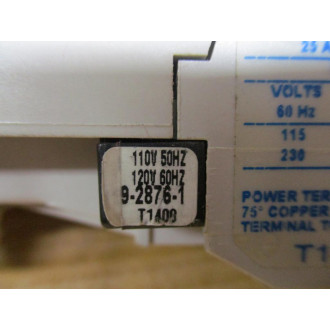 110V 50HZ
120V 60HZ
9-2876-1
T1409
25 A
VOLTS
60 Hz
115
230
POWER TER
75° COPPER
TERMINAL T
T1